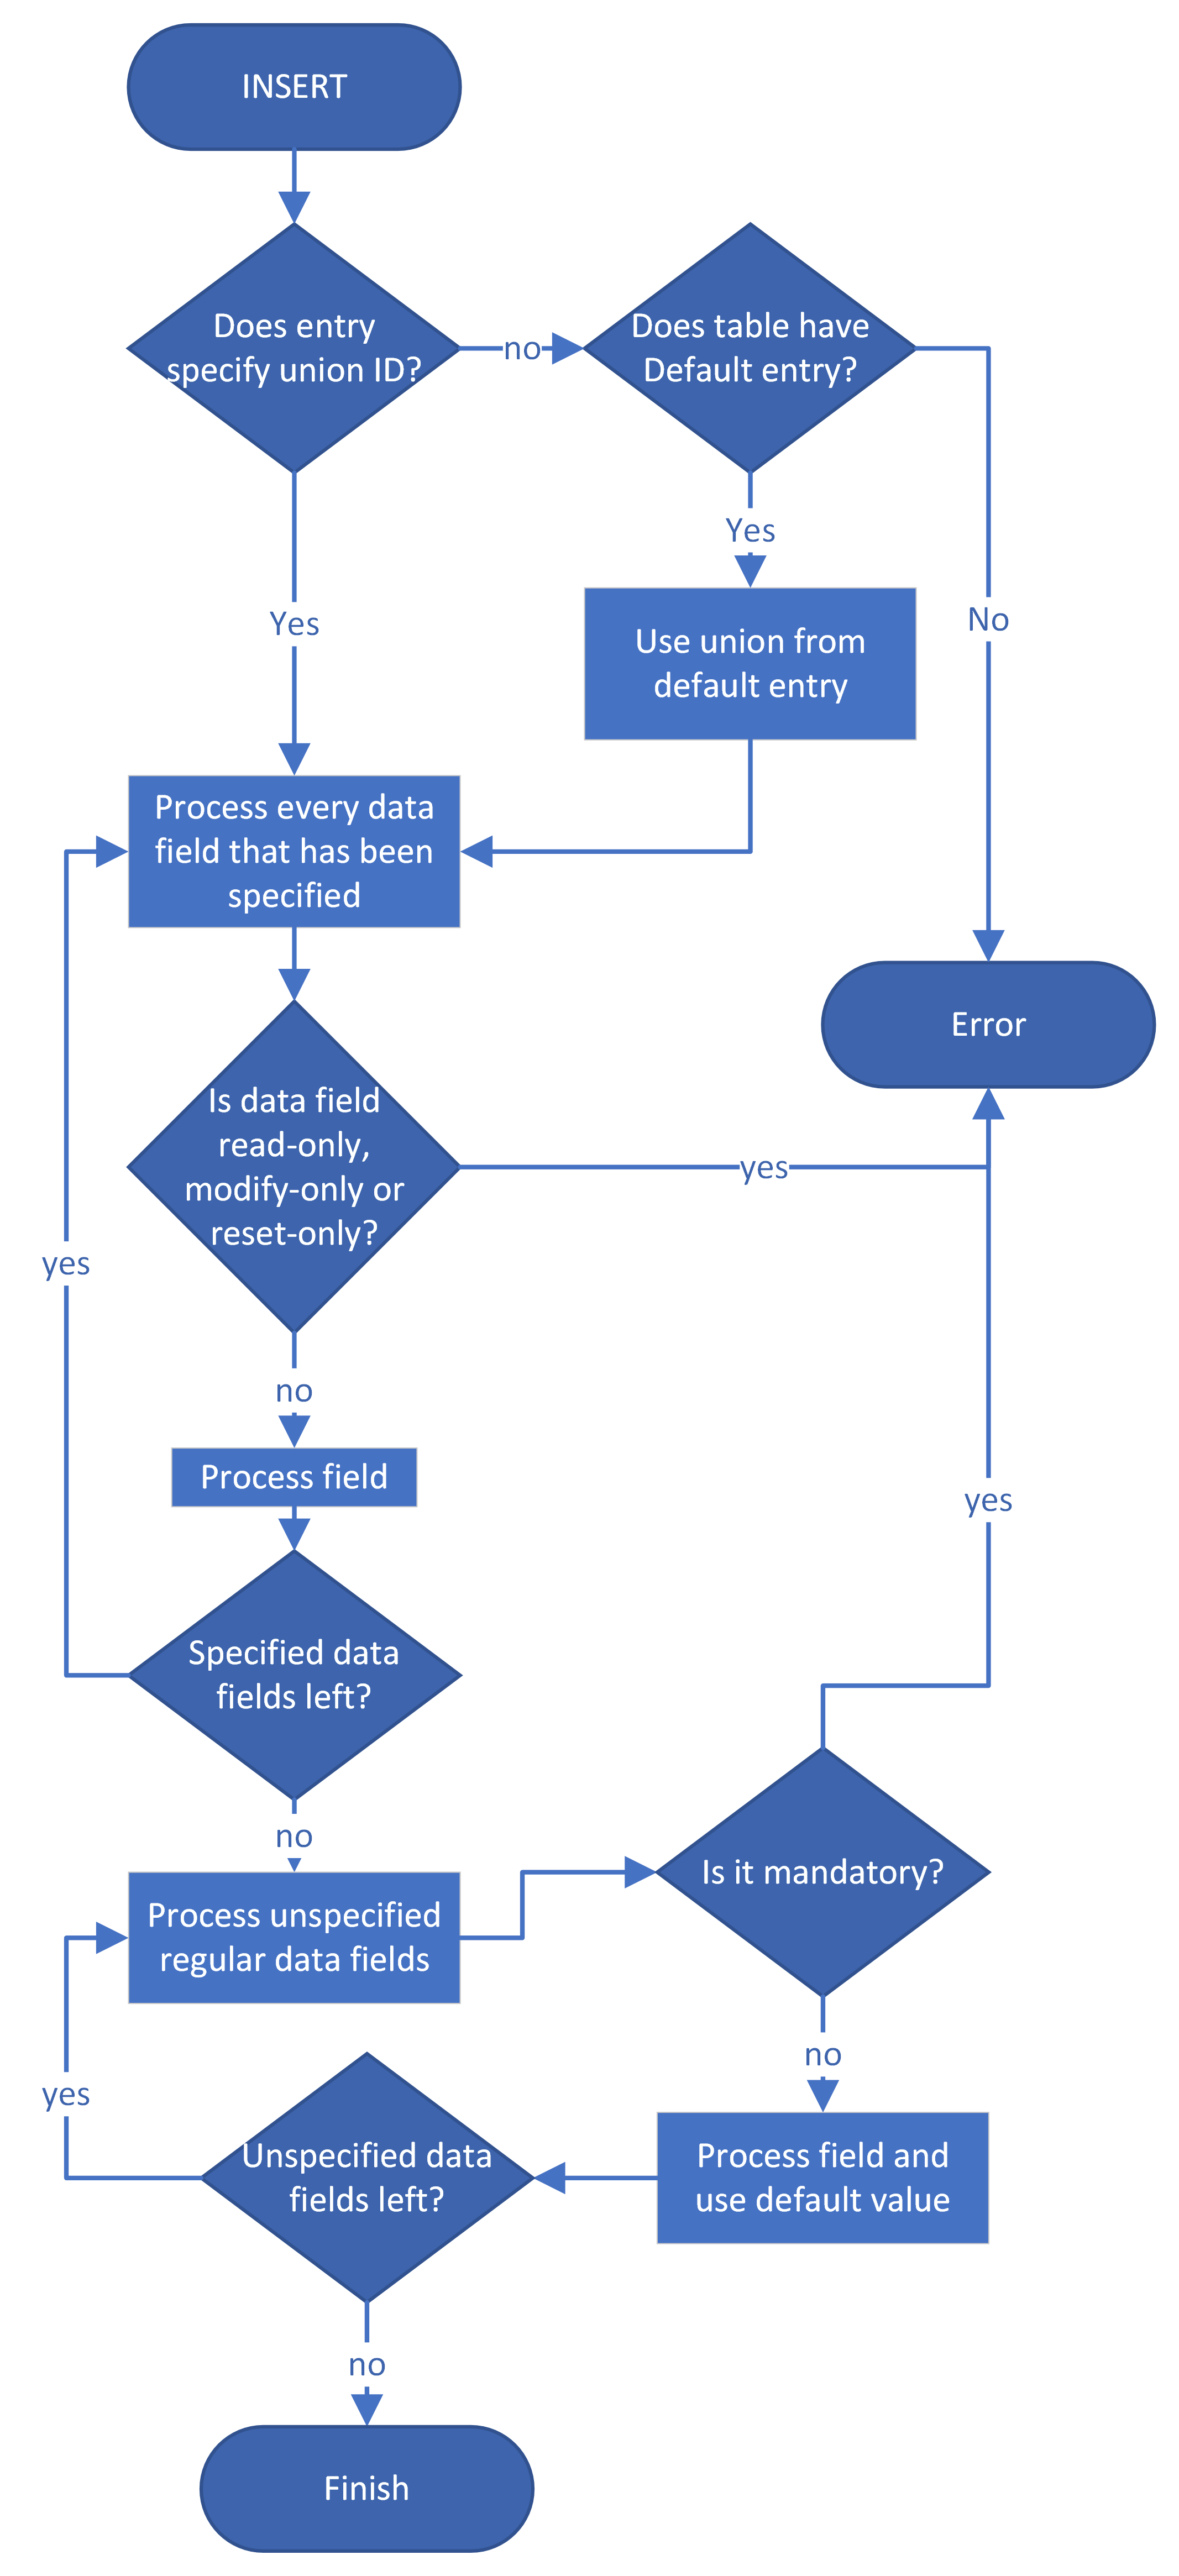 INSERT
Does entry
specify union ID?
no
Does table have
Default entry?
Yes
Yes
No
Use union from
default entry
Process every data
field that has been
specified
Error
Is data field
read-only,
modify-only or
reset-only?
yes
yes
no
Process field
yes
Specified data
fields left?
no
Is it mandatory?
Process unspecified
regular data fields
no
yes
Unspecified data
fields left?
Process field and
use default value
no
Finish